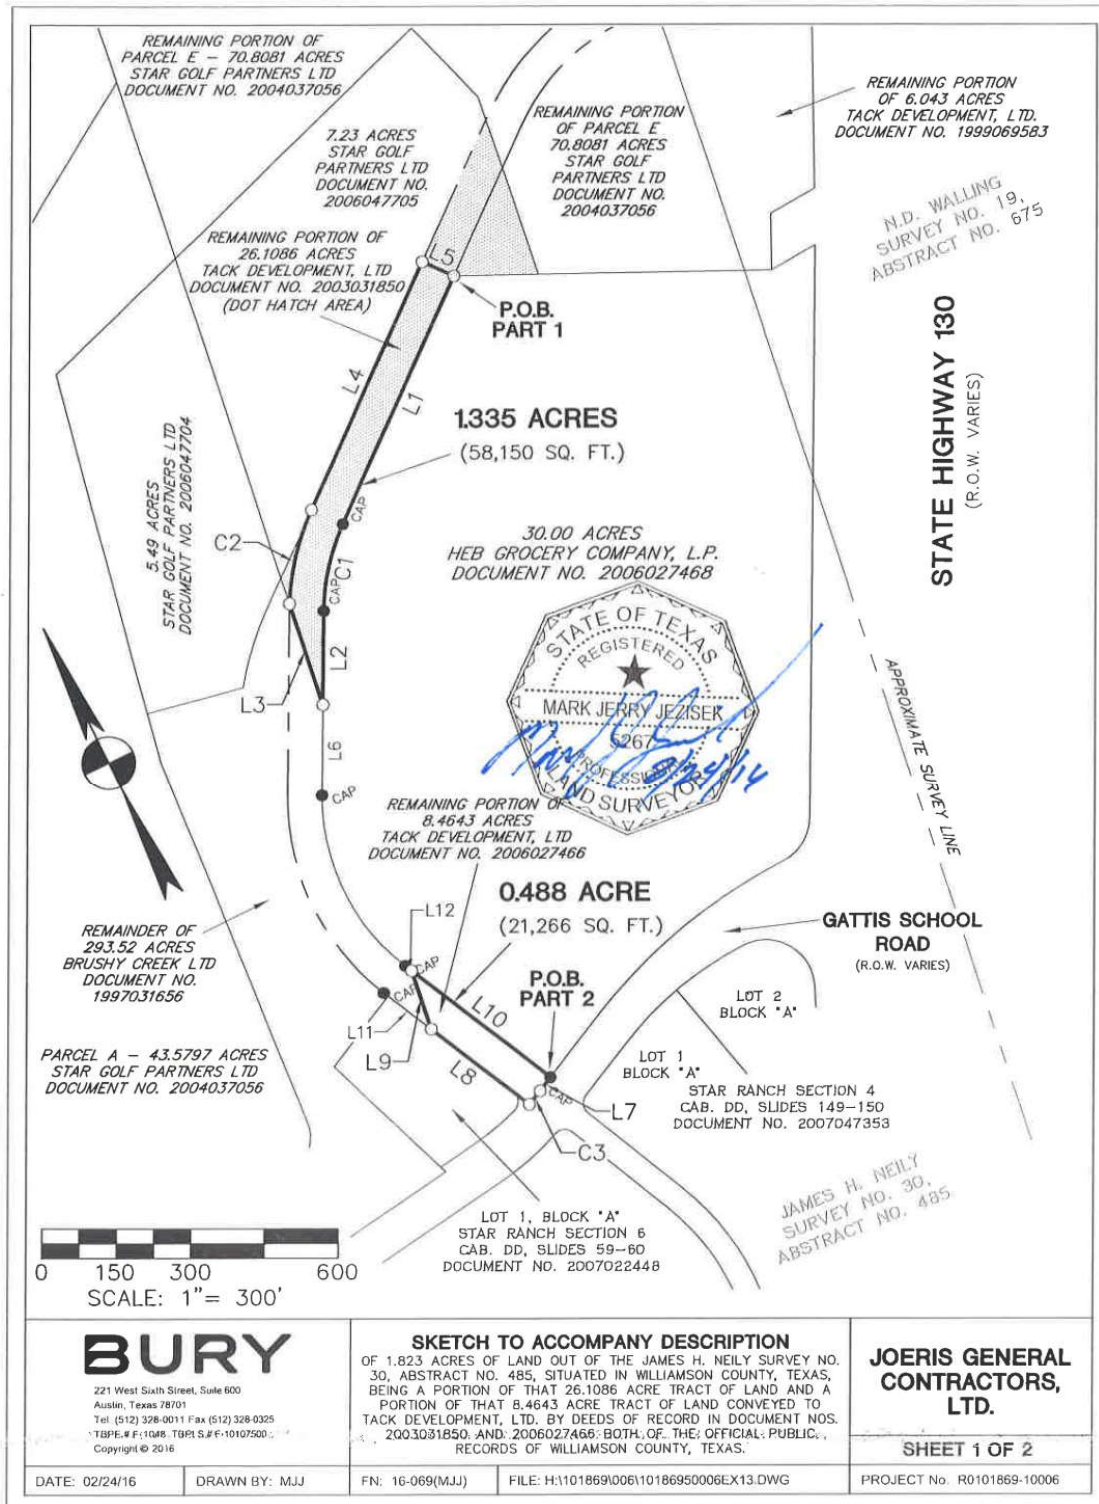 REMAINING PORTION OF
PARCEL E - 70.8081 ACRES
STAR GOLF PARTNERS LTD
DOCUMENT NO. 2004037056
7.23 ACRES
STAR GOLF
PARTNERS LTD
DOCUMENT NO.
2006047705
REMAINING PORTION
OF PARCEL E
70.8081 ACRES
STAR GOLF
PARTNERS LTD
DOCUMENT NO.
2004037056
REMAINING PORTION
OF 6.043 ACRES
TACK DEVELOPMENT, LTD.
DOCUMENT NO. 1999069583
N.D. WALLING
SURVEY NO. 19,
ABSTRACT NO. 675
REMAINING PORTION OF
26.1086 ACRES
TACK DEVELOPMENT, LTD
DOCUMENT NO. 2003031850
(DOT HATCH AREA)
L5
P.O.B.
PART 1
L4
L1
1.335 ACRES
(58,150 SQ. FT.)
STATE HIGHWAY 130
(R.O.W. VARIES)
5.49 ACRES
STAR GOLF PARTNERS LTD
DOCUMENT NO. 2006047704
C2
CAP
C1
CAP
30.00 ACRES
HEB GROCERY COMPANY, L.P.
DOCUMENT NO. 2006027468
STATE OF TEXAS
REGISTERED
MARK JERRY JEZISEK
5267
PROFESSIONAL
LAND SURVEYOR
2/24/16
L2
L3
L6
CAP
APPROXIMATE SURVEY LINE
REMAINING PORTION OF
8.4643 ACRES
TACK DEVELOPMENT, LTD
DOCUMENT NO. 2006027466
0.488 ACRE
(21,266 SQ. FT.)
L12
CAP
GATTIS SCHOOL
ROAD
(R.O.W. VARIES)
REMAINDER OF
293.52 ACRES
BRUSHY CREEK LTD
DOCUMENT NO.
1997031656
P.O.B.
PART 2
CAP
L10
L11
L9
L8
LOT 2
BLOCK "A"
LOT 1
BLOCK "A"
PARCEL A - 43.5797 ACRES
STAR GOLF PARTNERS LTD
DOCUMENT NO. 2004037056
CAP
L7
C3
STAR RANCH SECTION 4
CAB. DD, SLIDES 149-150
DOCUMENT NO. 2007047353
JAMES H. NEILY
SURVEY NO. 30,
ABSTRACT NO. 485
LOT 1, BLOCK "A"
STAR RANCH SECTION 6
CAB. DD, SLIDES 59-60
DOCUMENT NO. 2007022448
0 150 300 600
SCALE: 1"= 300'
BURY
221 West Sixth Street, Suite 600
Austin, Texas 78701
Tel. (512) 328-0011 Fax (512) 328-0325
TBPE # F-1048 TBPLS # F-10107500
Copyright © 2016
SKETCH TO ACCOMPANY DESCRIPTION
OF 1.823 ACRES OF LAND OUT OF THE JAMES H. NEILY SURVEY NO.
30, ABSTRACT NO. 485, SITUATED IN WILLIAMSON COUNTY, TEXAS,
BEING A PORTION OF THAT 26.1086 ACRE TRACT OF LAND AND A
PORTION OF THAT 8.4643 ACRE TRACT OF LAND CONVEYED TO
TACK DEVELOPMENT, LTD. BY DEEDS OF RECORD IN DOCUMENT NOS.
2003031850 AND 2006027466 BOTH OF THE OFFICIAL PUBLIC
RECORDS OF WILLIAMSON COUNTY, TEXAS.
JOERIS GENERAL
CONTRACTORS,
LTD.
SHEET 1 OF 2
DATE: 02/24/16
DRAWN BY: MJJ
FN: 16-069(MJJ)
FILE: H:\101869\006\10186950006EX13.DWG
PROJECT No. R0101869-10006